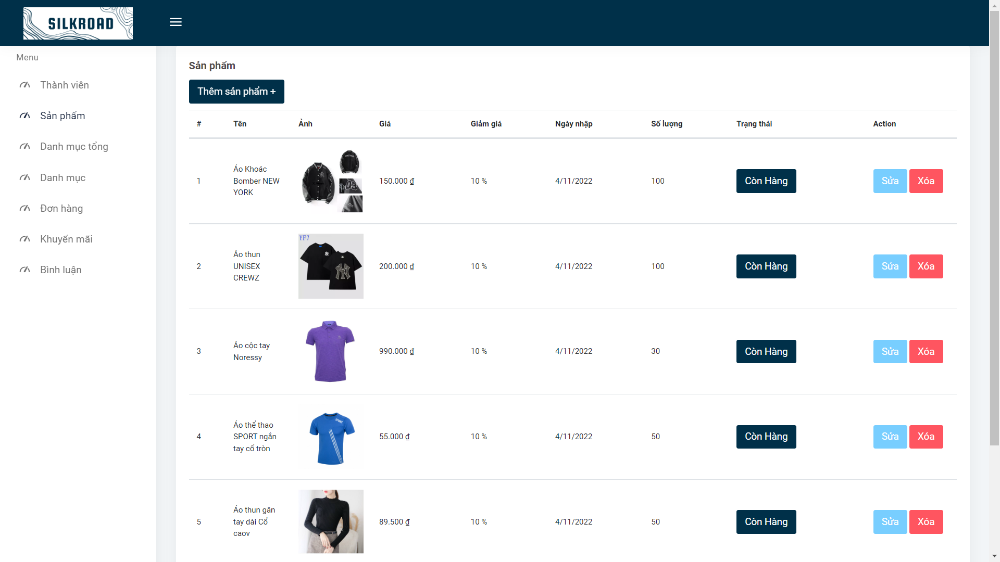 SILKROAD
Menu
Thành viên
Sản phẩm
Danh mục tổng
Danh mục
Đơn hàng
Khuyến mãi
Bình luận
Sản phẩm
Thêm sản phẩm +
# Tên Ảnh Giá Giảm giá Ngày nhập Số lượng Trạng thái Action
Áo Khoác
Bomber NEW
YORK
1 150.000 ₫ 10 % 4/11/2022 100 Còn Hàng Sửa Xóa
03
YF7
Áo thun
UNISEX
CREWZ
2 200.000 ₫ 10 % 4/11/2022 100 Còn Hàng Sửa Xóa
NY
Áo cộc tay
Noressy
3 990.000 ₫ 10 % 4/11/2022 30 Còn Hàng Sửa Xóa
SPORT
Áo thể thao
SPORT ngắn
tay cổ tròn
4 55.000 ₫ 10 % 4/11/2022 50 Còn Hàng Sửa Xóa
Áo thun gân
tay dài Cổ
caov
5 89.500 ₫ 10 % 4/11/2022 50 Còn Hàng Sửa Xóa